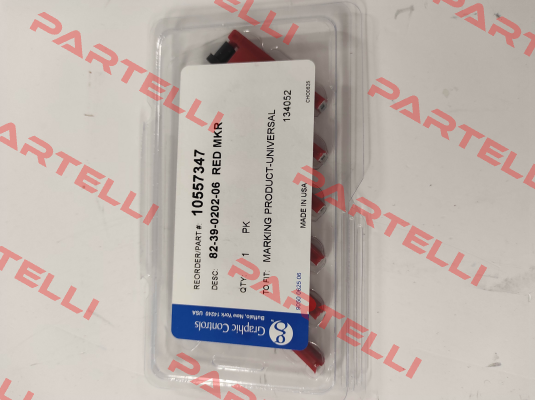 REORDER/PART # 10557347
DESC: 82-39-0202-06 RED MKR
QTY: 1 PK
TO FIT: MARKING PRODUCT-UNIVERSAL
134052
MADE IN USA
Graphic Controls
Buffalo, New York 14240 USA
PARTELLI
PARTELLI
PARTELLI
PARTELLI
PARTELLI